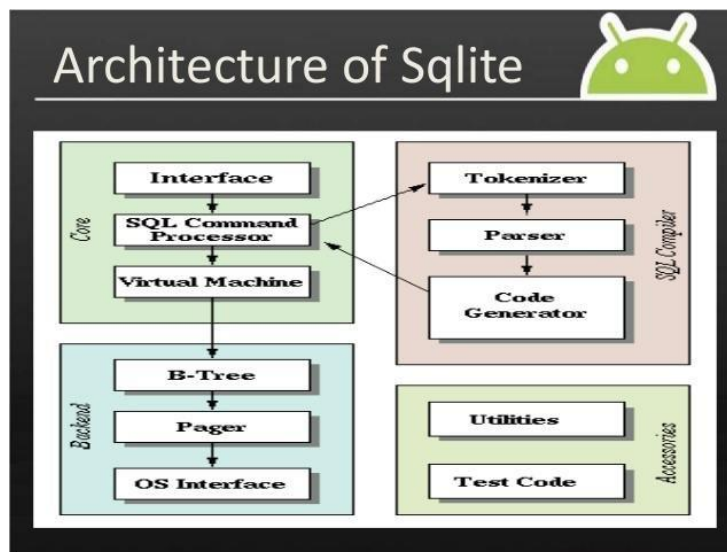 Architecture of Sqlite
Core
Interface
SQL Command
Processor
Virtual Machine
Backend
B-Tree
Pager
OS Interface
SQL Compiler
Tokenizer
Parser
Code
Generator
Accessories
Utilities
Test Code